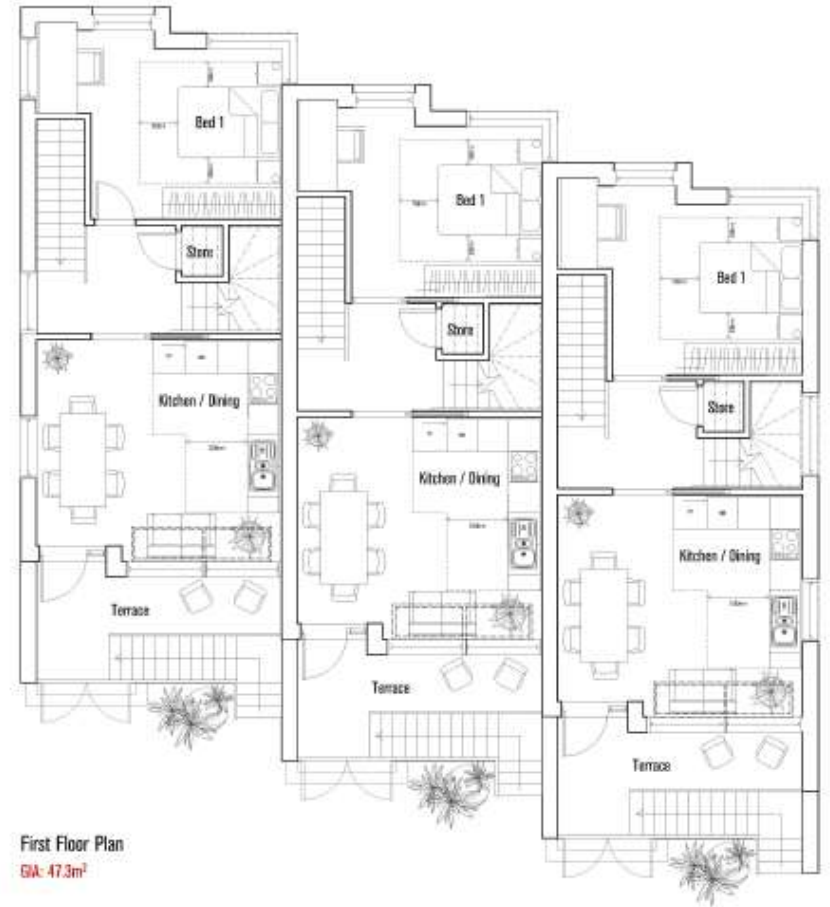 Bed 1
Store
Kitchen / Dining
Terrace
Bed 1
Store
Kitchen / Dining
Terrace
Bed 1
Store
Kitchen / Dining
Terrace
First Floor Plan
GIA: 47.3m²